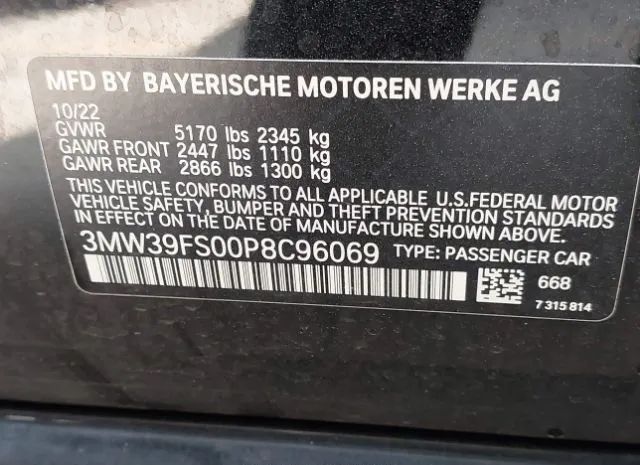 MFD BY BAYERISCHE MOTOREN WERKE AG
10/22
GVWR 5170 lbs 2345 kg
GAWR FRONT 2447 lbs 1110 kg
GAWR REAR 2866 lbs 1300 kg
THIS VEHICLE CONFORMS TO ALL APPLICABLE U.S.FEDERAL MOTOR
VEHICLE SAFETY, BUMPER AND THEFT PREVENTION STANDARDS
IN EFFECT ON THE DATE OF MANUFACTURE SHOWN ABOVE.
3MW39FS00P8C96069 TYPE: PASSENGER CAR
668
7 315 814